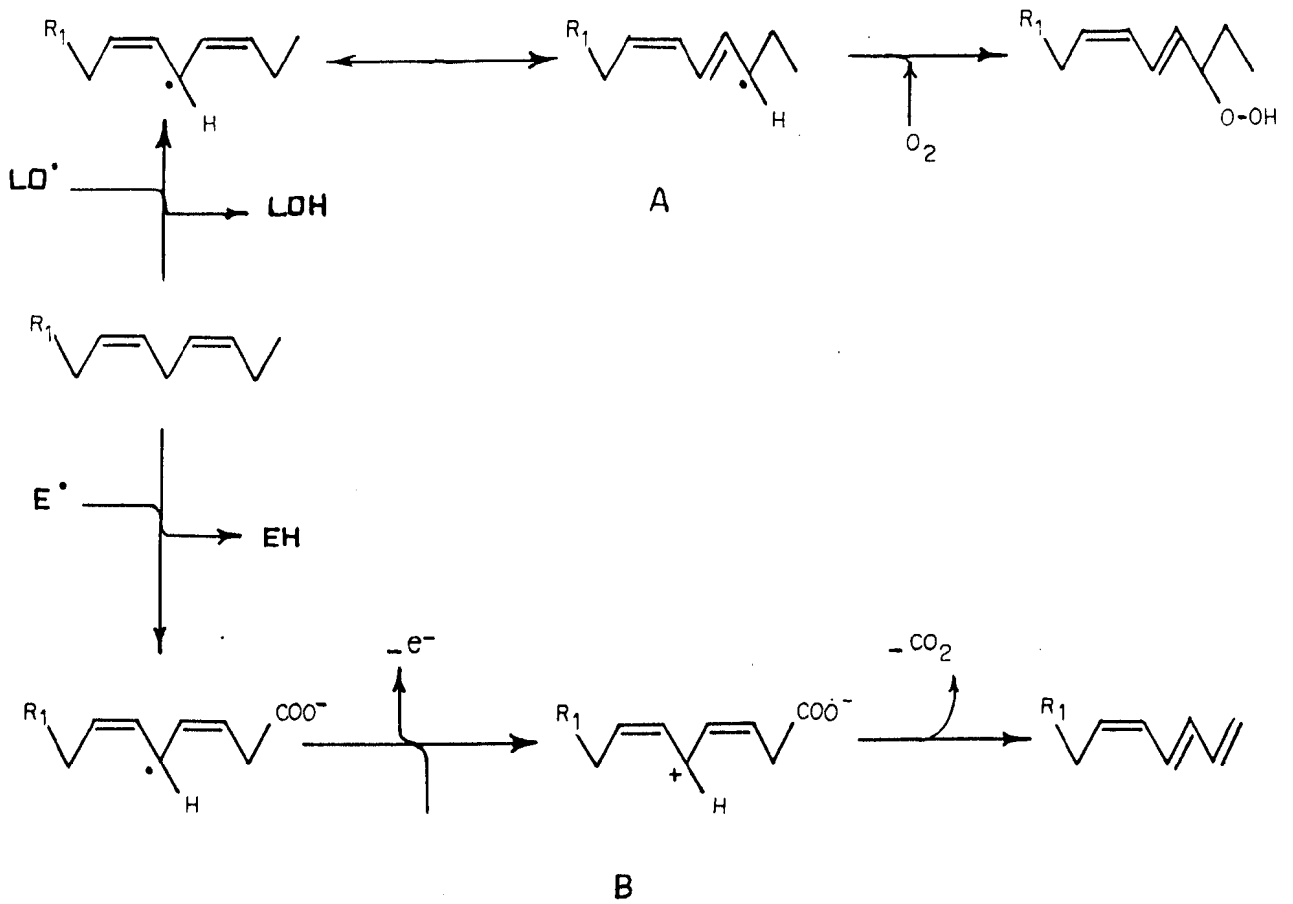 R1
H
R1
H
R1
O-OH
O2
LO•
LOH
A
R1
E•
EH
-e-
-CO2
R1
COO-
H
R1
COO-
+
H
R1
B